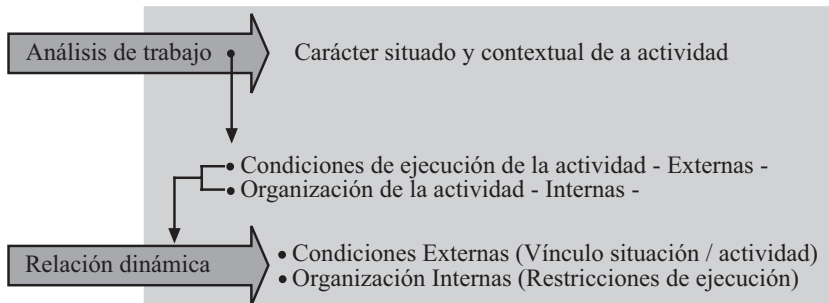 Análisis de trabajo
Carácter situado y contextual de a actividad
• Condiciones de ejecución de la actividad - Externas -
• Organización de la actividad - Internas -
Relación dinámica
• Condiciones Externas (Vínculo situación / actividad)
• Organización Internas (Restricciones de ejecución)